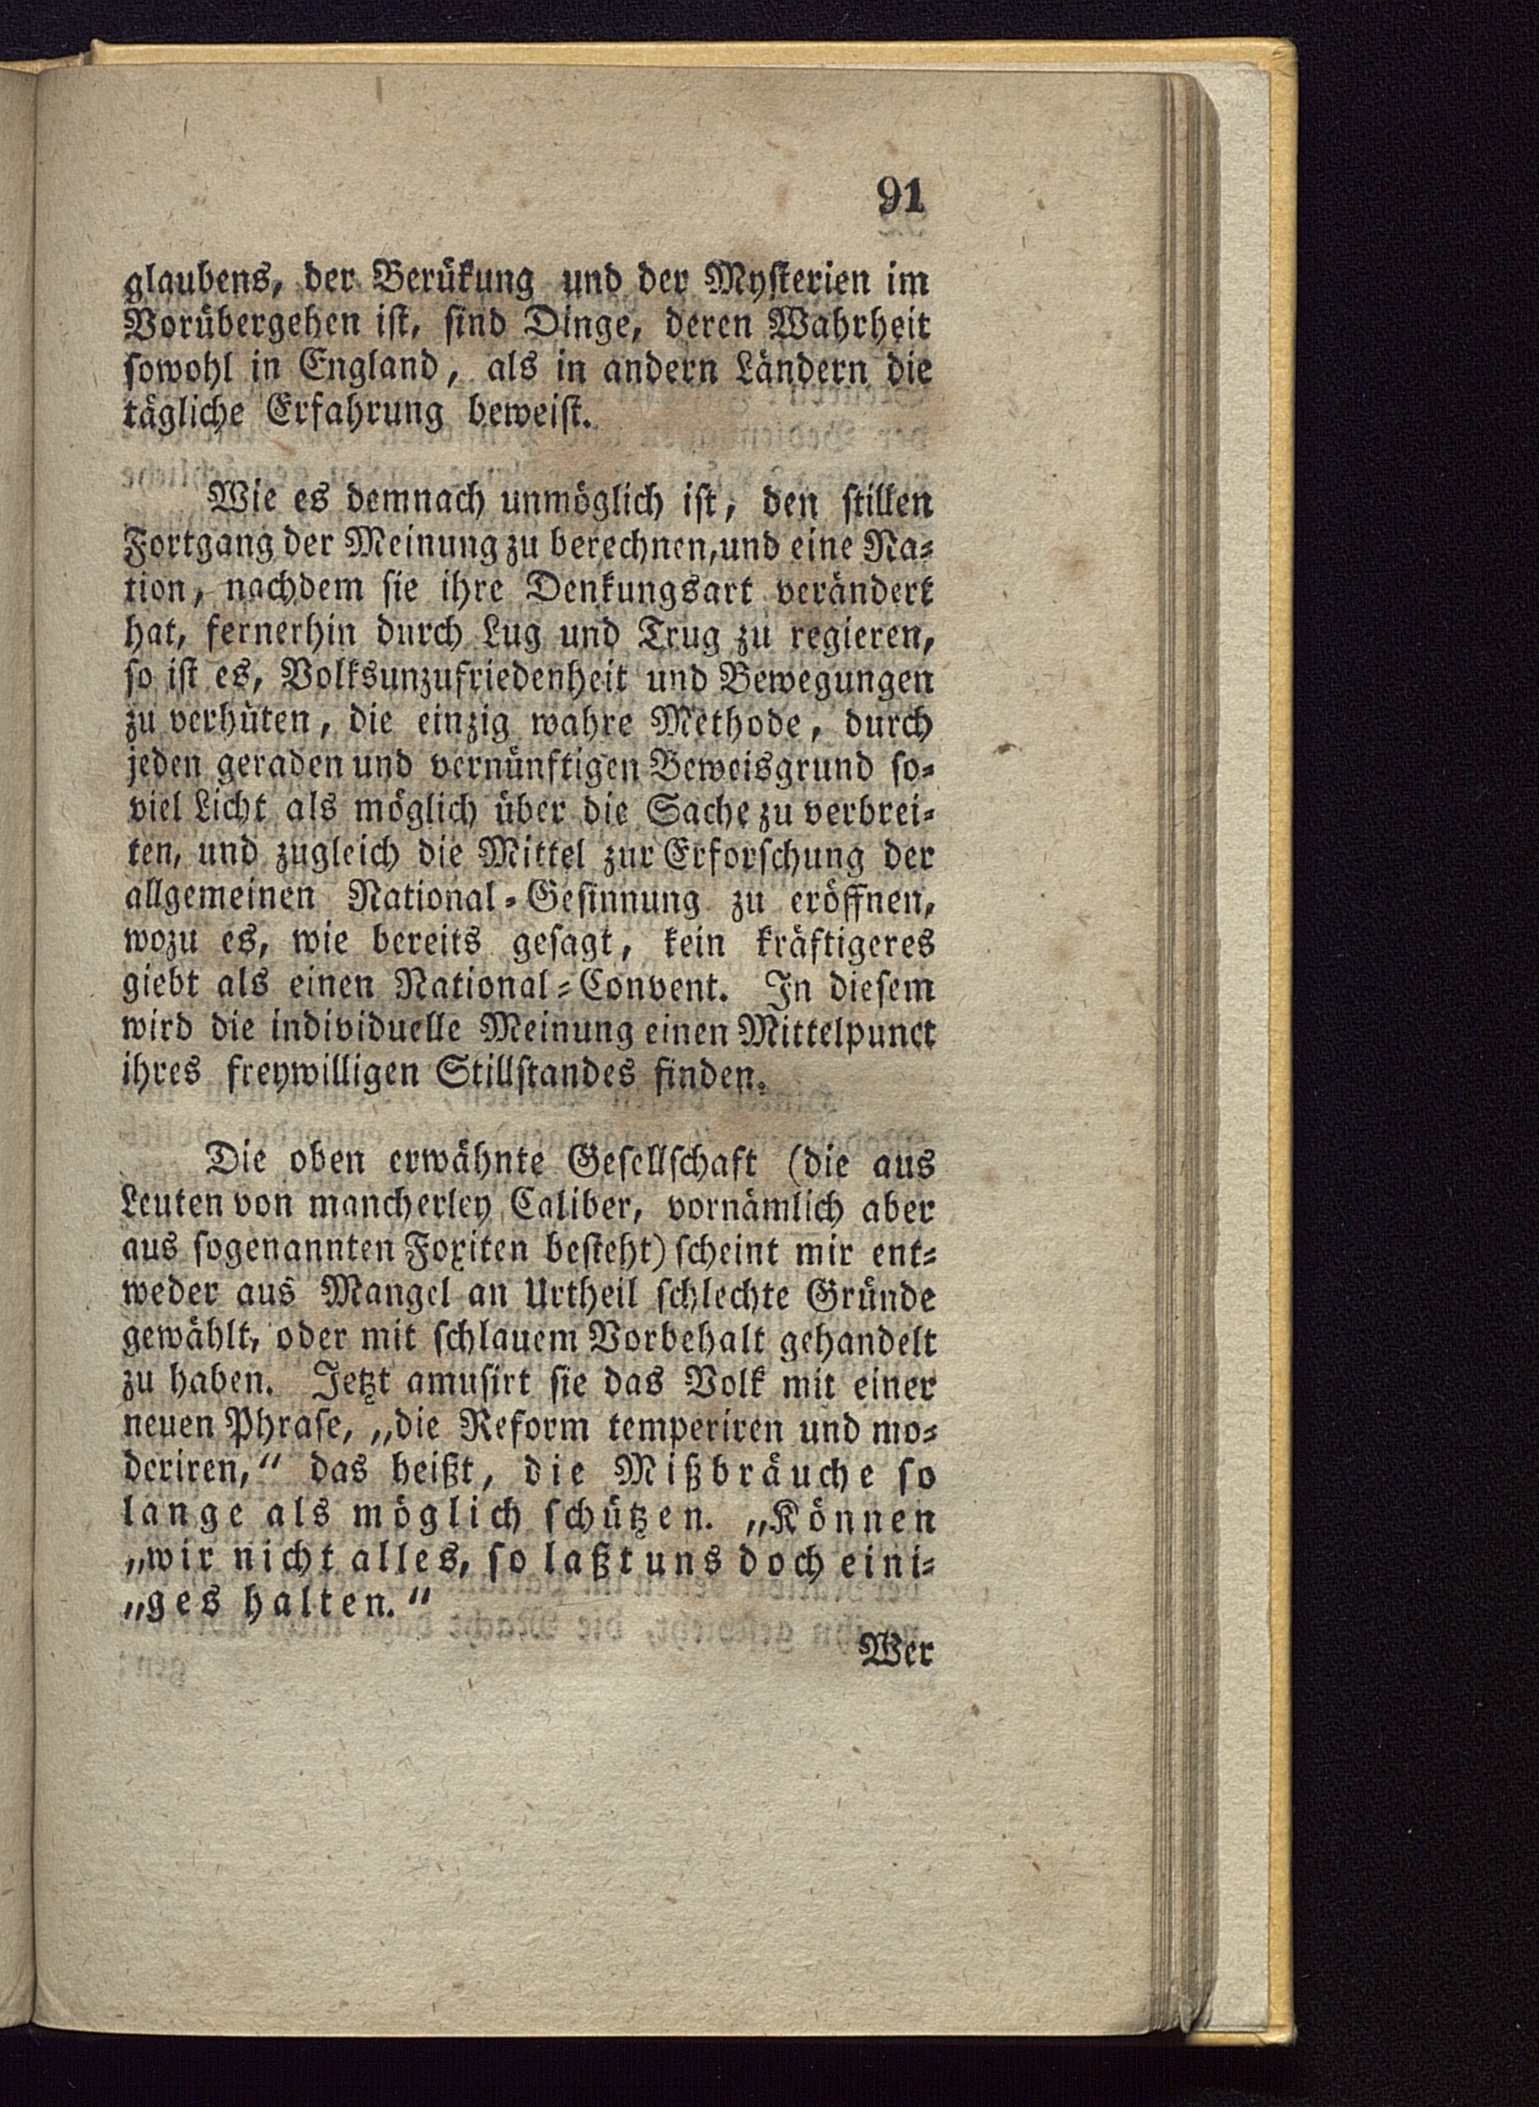 91
glaubens, der Berükung und der Mysterien im
Vorübergehen ist, sind Dinge, deren Wahrheit
sowohl in England, als in andern Ländern die
tägliche Erfahrung beweist.
Wie es demnach unmöglich ist, den stillen
Fortgang der Meinung zu berechnen, und eine Na-
tion, nachdem sie ihre Denkungsart verändert
hat, fernerhin durch Lug und Trug zu regieren,
so ist es, Volksunzufriedenheit und Bewegungen
zu verhüten, die einzig wahre Methode, durch
jeden geraden und vernünftigen Beweisgrund so-
viel Licht als möglich über die Sache zu verbrei-
ten, und zugleich die Mittel zur Erforschung der
allgemeinen National-Gesinnung zu eröffnen,
wozu es, wie bereits gesagt, kein kräftigeres
giebt als einen National-Convent. In diesem
wird die individuelle Meinung einen Mittelpunct
ihres freywilligen Stillstandes finden.
Die oben erwähnte Gesellschaft (die aus
Leuten von mancherley Caliber, vornämlich aber
aus sogenannten Foxiten besteht) scheint mir ent-
weder aus Mangel an Urtheil schlechte Gründe
gewählt, oder mit schlauem Vorbehalt gehandelt
zu haben. Jetzt amusirt sie das Volk mit einer
neuen Phrase, „die Reform temperiren und mo-
deriren,“ das heißt, die Mißbräuche so
lange als möglich schützen. „Können
„wir nicht alles, so laßt uns doch eini-
„ges halten.“
Wer